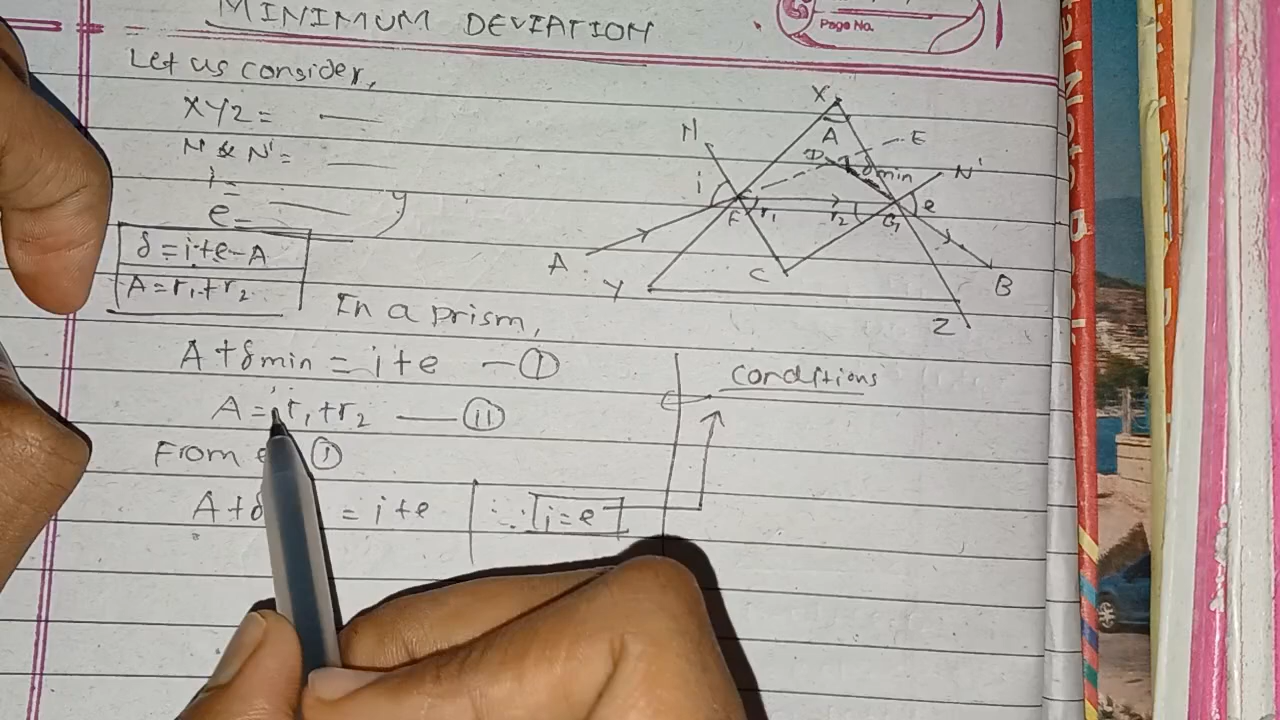 MINIMUM DEVIATION
Page No.
Let us consider,
XYZ =
N & N' =
i =
e =
δ = i+e-A
A = r₁+r₂
In a prism,
A+δmin = i+e — (I)
A = r₁+r₂ — (II)
From (I)
A+δ = i+e ∵ i=e
conditions
X
A
N
D
E
δmin
N'
i
F
r₁
r₂
G
e
A
C
B
Y
Z